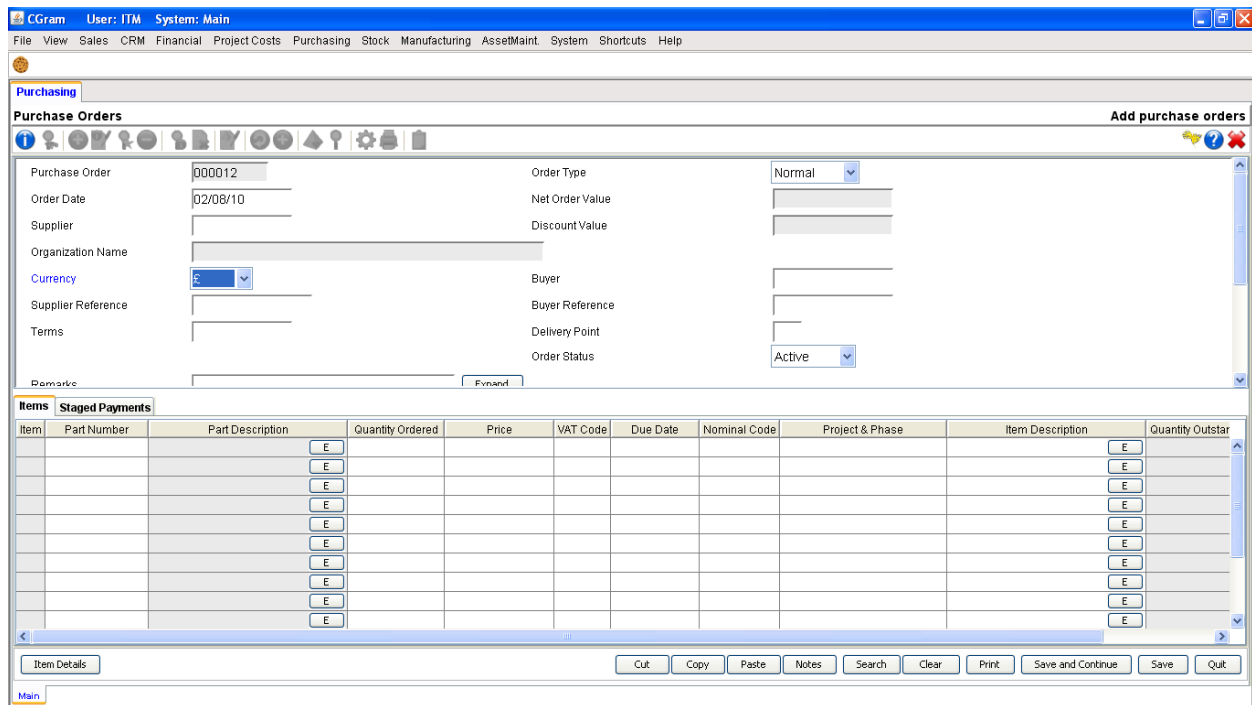 CGram User: ITM System: Main
File View Sales CRM Financial Project Costs Purchasing Stock Manufacturing AssetMaint. System Shortcuts Help
Purchasing
Purchase Orders Add purchase orders
Purchase Order 000012 Order Type Normal
Order Date 02/08/10 Net Order Value
Supplier Discount Value
Organization Name
Currency £ Buyer
Supplier Reference Buyer Reference
Terms Delivery Point
Order Status Active
Remarks Expand
Items Staged Payments
Item Part Number Part Description Quantity Ordered Price VAT Code Due Date Nominal Code Project & Phase Item Description Quantity Outstar
E E
E E
E E
E E
E E
E E
E E
E E
E E
E E
Item Details Cut Copy Paste Notes Search Clear Print Save and Continue Save Quit
Main